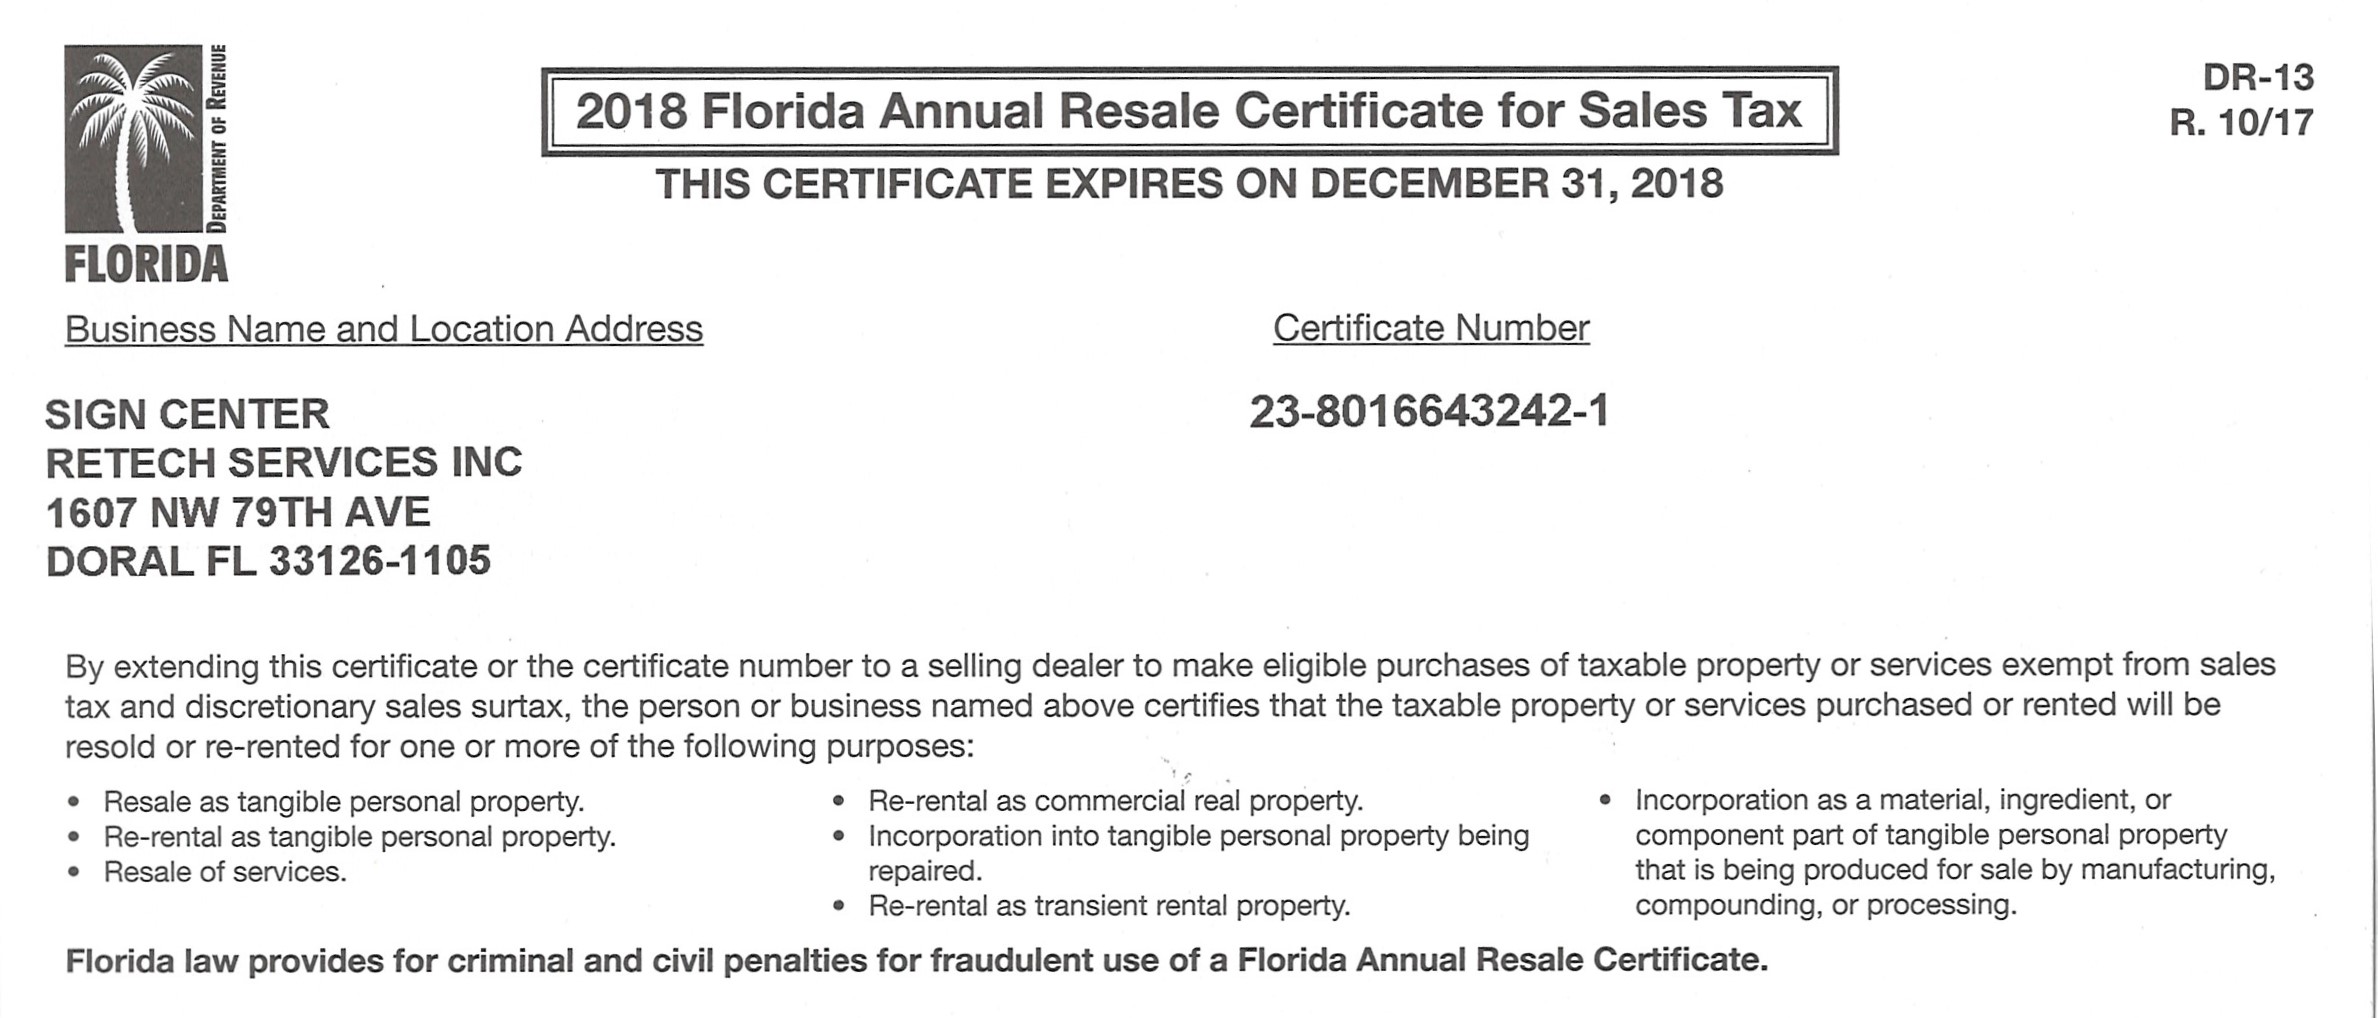 DEPARTMENT OF REVENUE
FLORIDA
2018 Florida Annual Resale Certificate for Sales Tax
THIS CERTIFICATE EXPIRES ON DECEMBER 31, 2018
DR-13
R. 10/17
Business Name and Location Address
Certificate Number
SIGN CENTER
RETECH SERVICES INC
1607 NW 79TH AVE
DORAL FL 33126-1105
23-8016643242-1
By extending this certificate or the certificate number to a selling dealer to make eligible purchases of taxable property or services exempt from sales
tax and discretionary sales surtax, the person or business named above certifies that the taxable property or services purchased or rented will be
resold or re-rented for one or more of the following purposes:
• Resale as tangible personal property.
• Re-rental as tangible personal property.
• Resale of services.
• Re-rental as commercial real property.
• Incorporation into tangible personal property being
repaired.
• Re-rental as transient rental property.
• Incorporation as a material, ingredient, or
component part of tangible personal property
that is being produced for sale by manufacturing,
compounding, or processing.
Florida law provides for criminal and civil penalties for fraudulent use of a Florida Annual Resale Certificate.